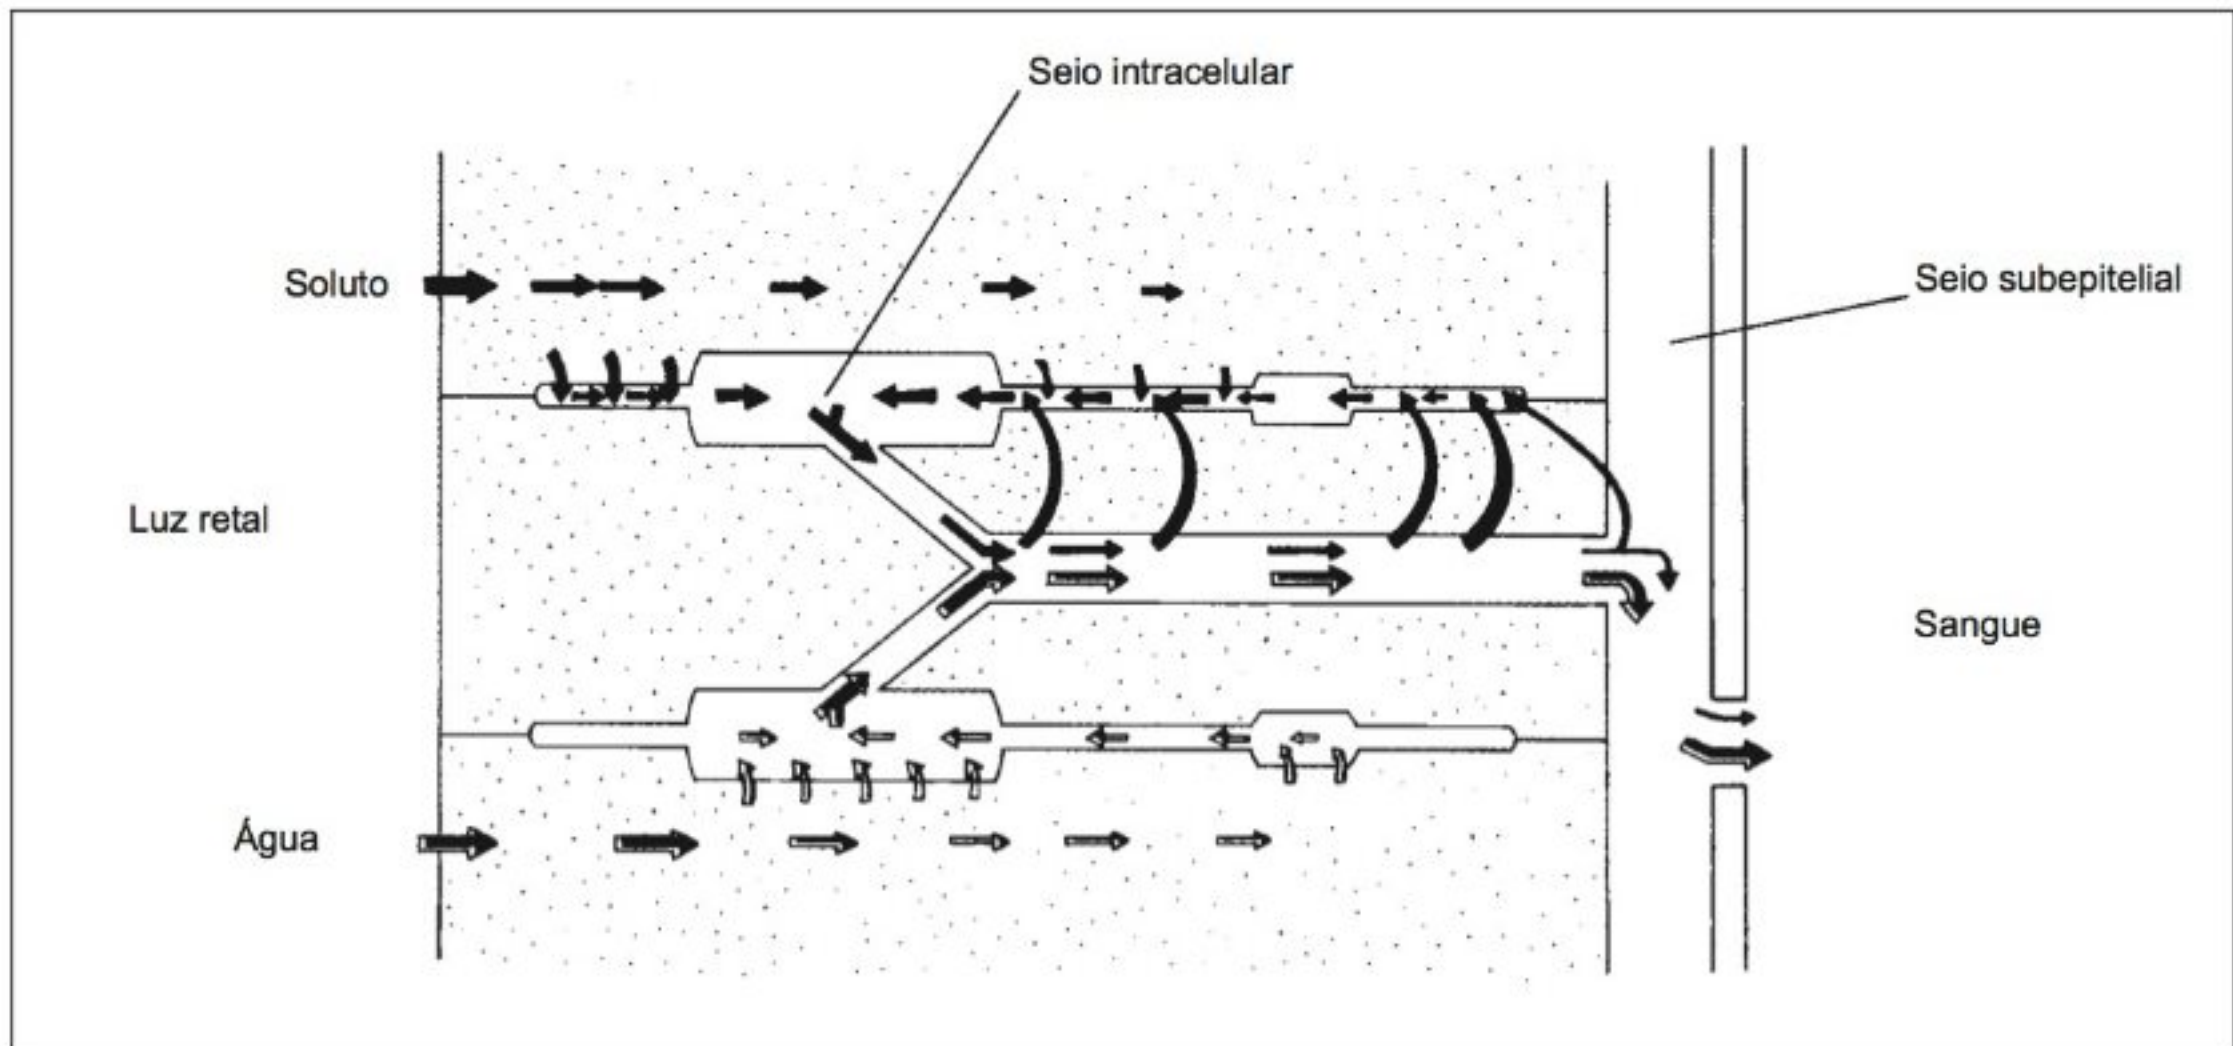 Seio intracelular
Soluto
Seio subepitelial
Luz retal
Sangue
Água